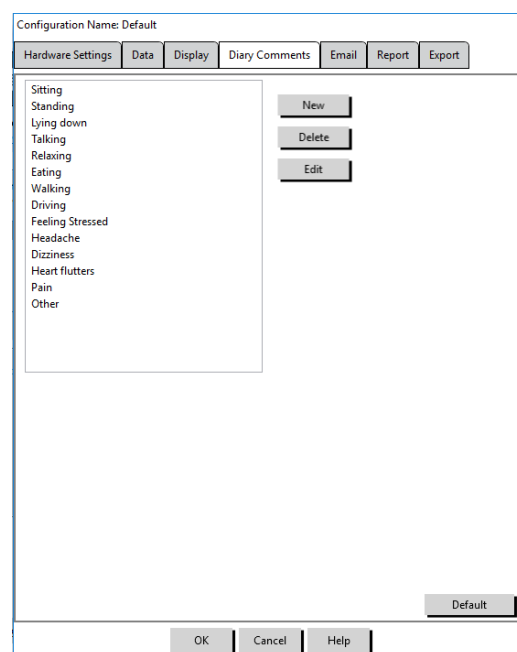 Configuration Name: Default
Hardware Settings Data Display Diary Comments Email Report Export
Sitting
Standing
Lying down
Talking
Relaxing
Eating
Walking
Driving
Feeling Stressed
Headache
Dizziness
Heart flutters
Pain
Other
New
Delete
Edit
Default
OK Cancel Help